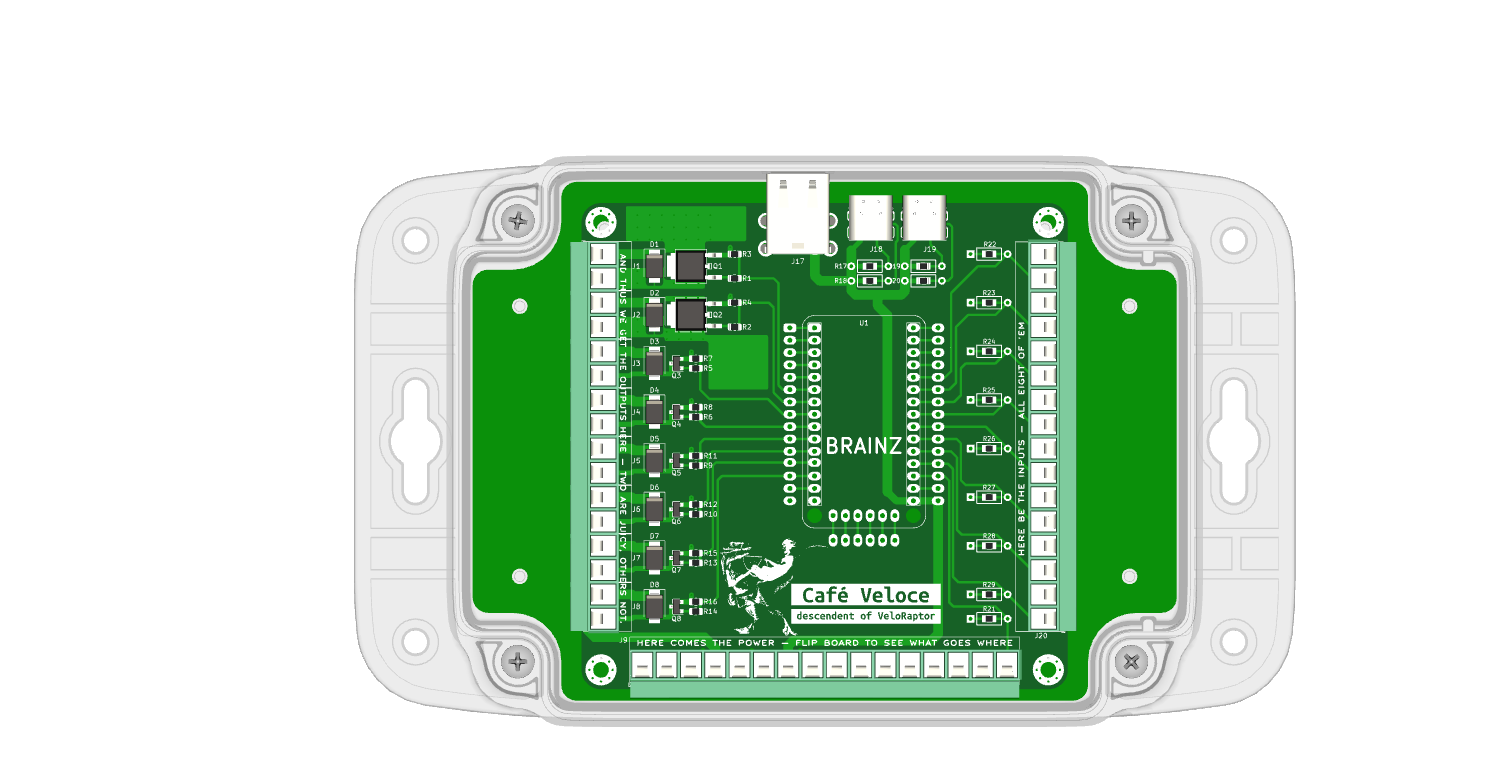 J17
J18
J19
D1
J1
Q1
R3
R1
R17
R18
19
20
R22
D2
J2
Q2
R4
R2
U1
R23
D3
J3
Q3
R7
R5
R24
D4
J4
Q4
R8
R6
R25
D5
J5
Q5
R11
R9
BRAINZ
R26
D6
J6
Q6
R12
R10
R27
D7
J7
Q7
R15
R13
R28
D8
J8
Q8
R16
R14
R29
R21
AND THUS WE GET THE OUTPUTS HERE — TWO ARE JUICY, OTHERS NOT.
HERE BE THE INPUTS — ALL EIGHT OF 'EM
Café Veloce
descendent of VeloRaptor
J9
J20
HERE COMES THE POWER — FLIP BOARD TO SEE WHAT GOES WHERE